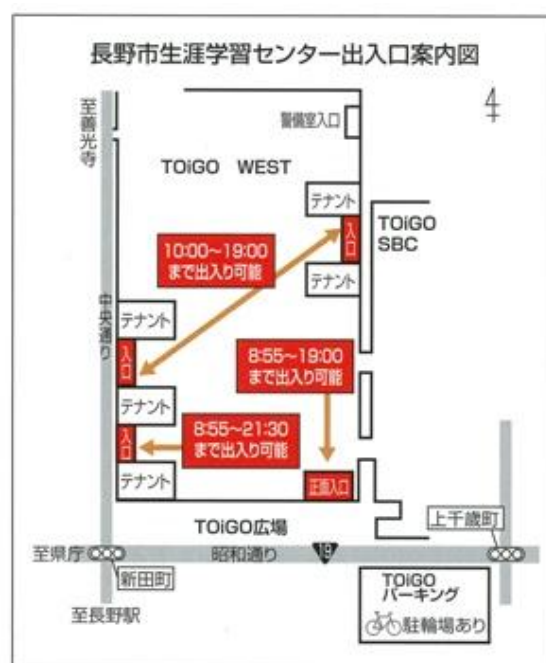 長野市生涯学習センター出入口案内図
至善光寺
警備室入口
TOiGO WEST
テナント
入口
テナント
TOiGO
SBC
10:00～19:00
まで出入り可能
中央通り
テナント
入口
テナント
入口
テナント
8:55～19:00
まで出入り可能
8:55～21:30
まで出入り可能
正面入口
TOiGO広場
上千歳町
至県庁
昭和通り
19
新田町
至長野駅
TOiGO
パーキング
駐輪場あり